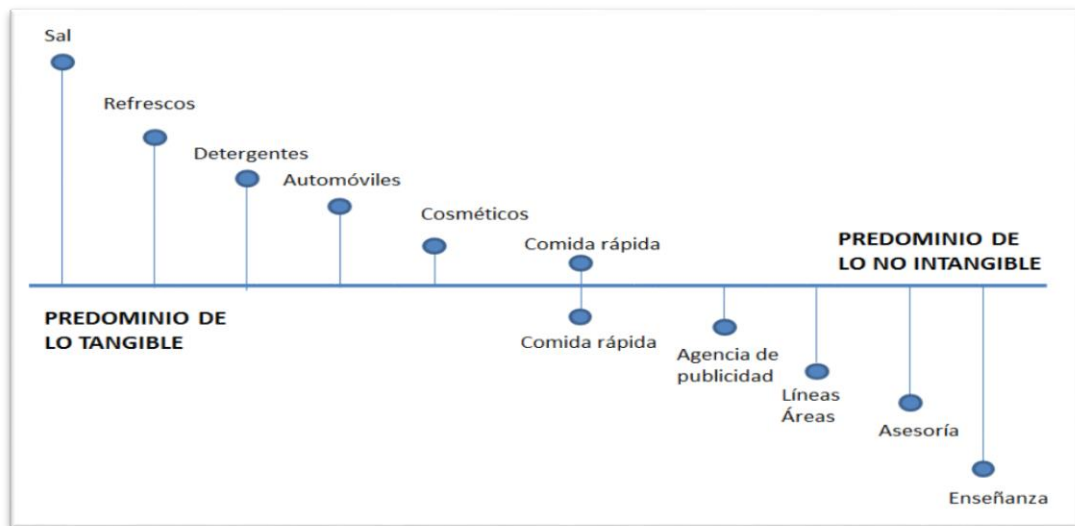 Sal
Refrescos
Detergentes
Automóviles
Cosméticos
Comida rápida
PREDOMINIO DE
LO NO INTANGIBLE
PREDOMINIO DE
LO TANGIBLE
Comida rápida
Agencia de
publicidad
Líneas
Áreas
Asesoría
Enseñanza